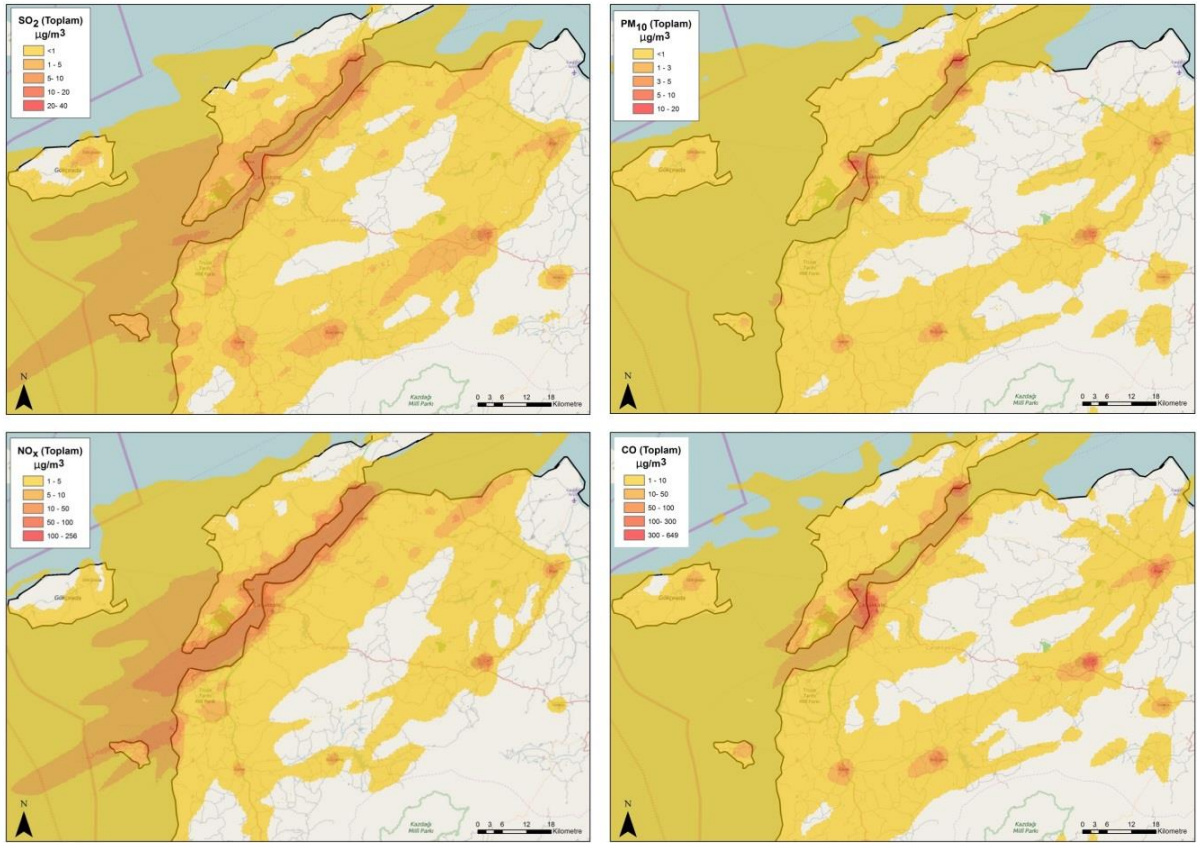 SO2 (Toplam)
µg/m3
<1
1 - 5
5- 10
10 - 20
20- 40
Gökçeada
N
Kazdağı
Milli Parkı
0 3 6 12 18
Kilometre
PM10 (Toplam)
µg/m3
<1
1 - 3
3 - 5
5 - 10
10 - 20
Gökçeada
N
Kazdağı
Milli Parkı
0 3 6 12 18
Kilometre
NOx (Toplam)
µg/m3
1 - 5
5 - 10
10 - 50
50 - 100
100 - 256
Gökçeada
N
Kazdağı
Milli Parkı
0 3 6 12 18
Kilometre
CO (Toplam)
µg/m3
1 - 10
10- 50
50 - 100
100- 300
300 - 649
Gökçeada
N
Kazdağı
Milli Parkı
0 3 6 12 18
Kilometre